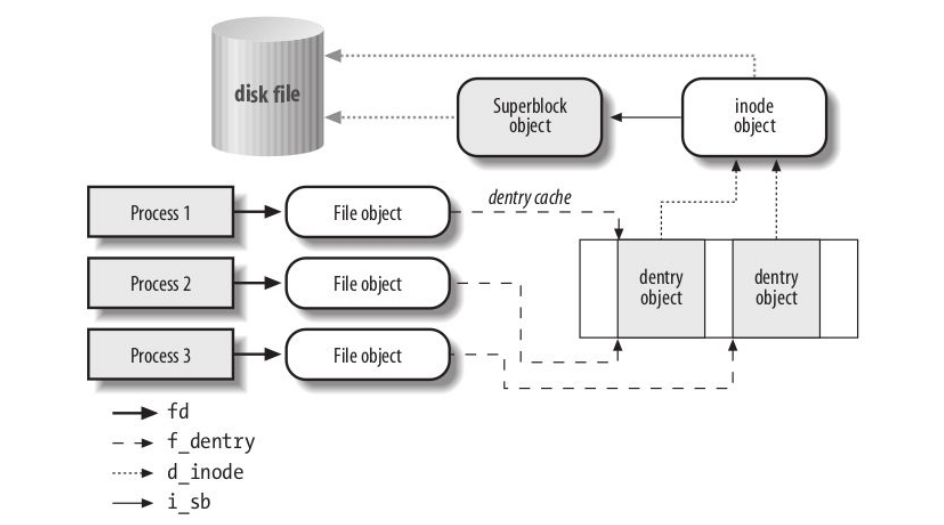 disk file
Superblock
object
inode
object
Process 1
File object
dentry cache
Process 2
File object
dentry
object
dentry
object
Process 3
File object
fd
f_dentry
d_inode
i_sb